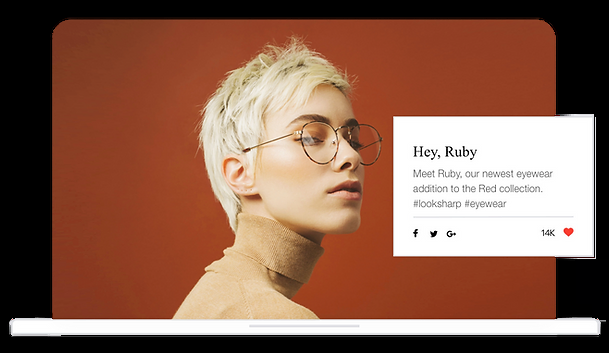 Hey, Ruby
Meet Ruby, our newest eyewear
addition to the Red collection.
#looksharp #eyewear
14K